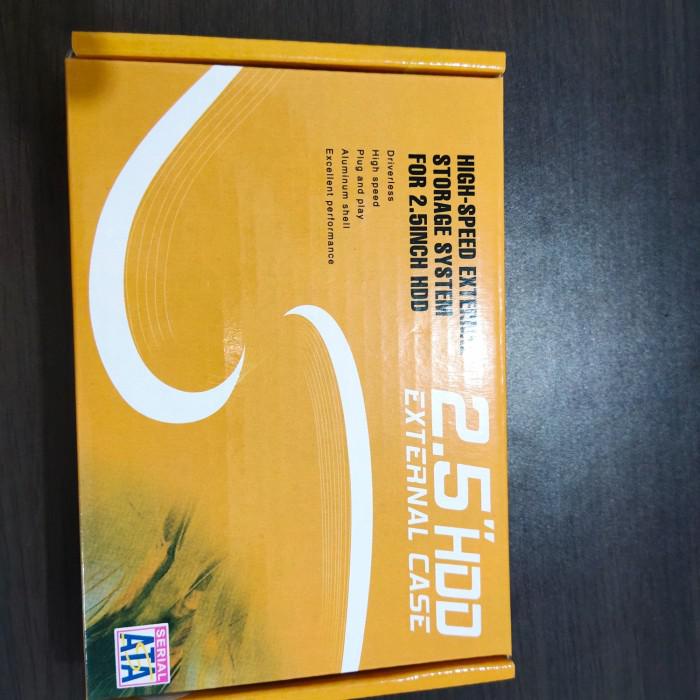 HIGH-SPEED EXTERNAL
STORAGE SYSTEM
FOR 2.5INCH HDD
Driverless
High speed
Plug and play
Aluminum shell
Excellent performance
2.5" HDD
EXTERNAL CASE
SERIAL
ATA